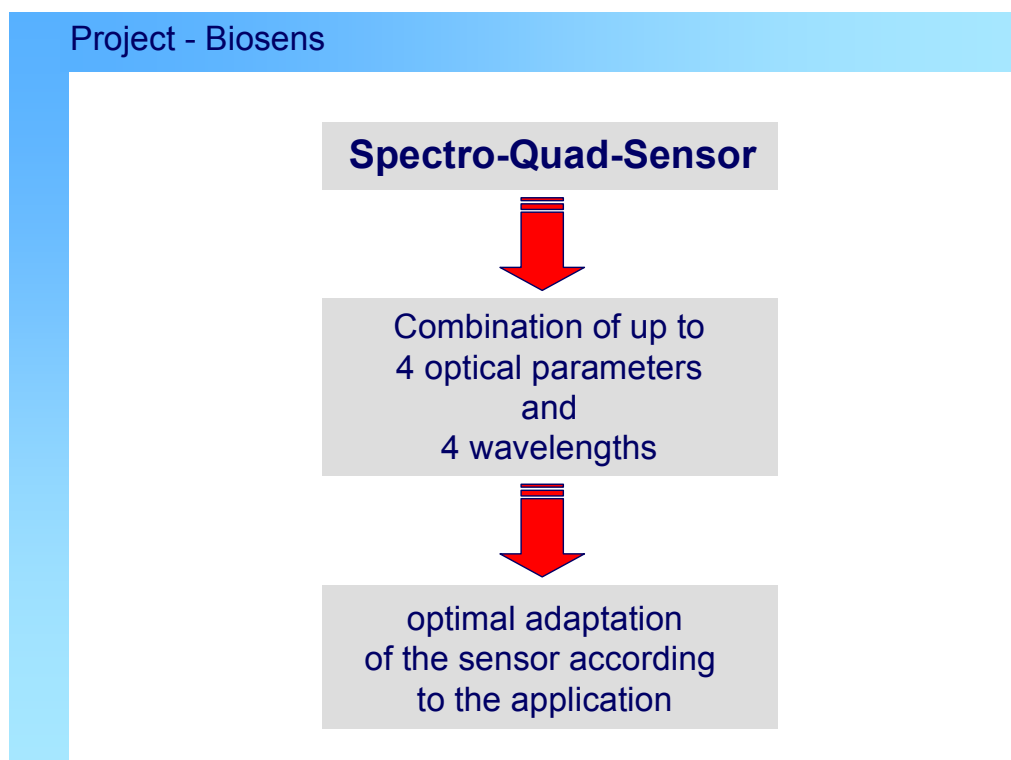 Project - Biosens
Spectro-Quad-Sensor
Combination of up to
4 optical parameters
and
4 wavelengths
optimal adaptation
of the sensor according
to the application